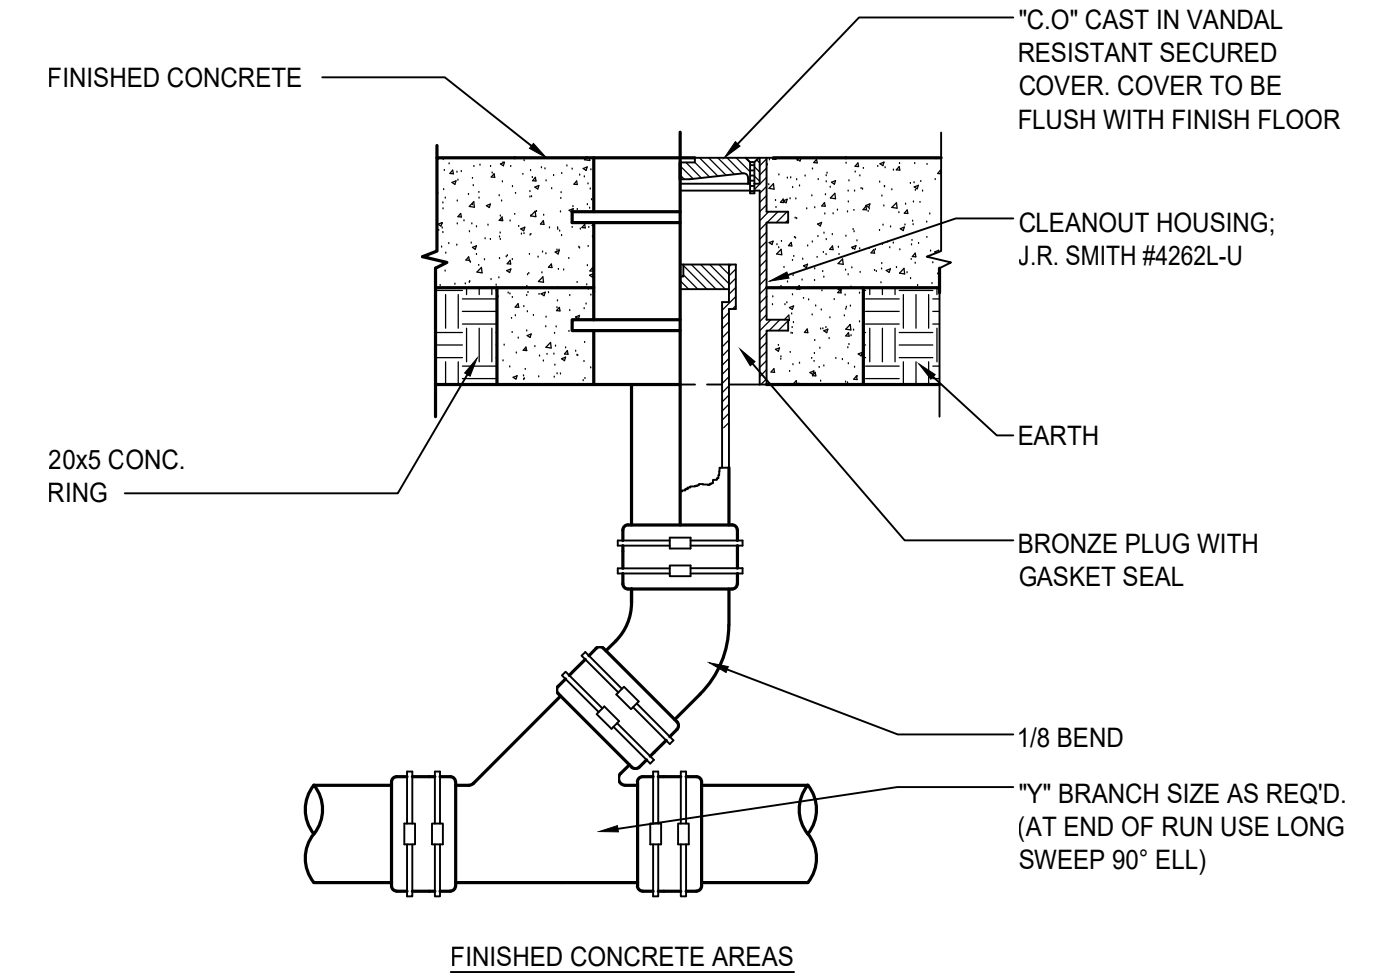 "C.O" CAST IN VANDAL
RESISTANT SECURED
COVER. COVER TO BE
FLUSH WITH FINISH FLOOR
FINISHED CONCRETE
CLEANOUT HOUSING;
J.R. SMITH #4262L-U
EARTH
20x5 CONC.
RING
BRONZE PLUG WITH
GASKET SEAL
1/8 BEND
"Y" BRANCH SIZE AS REQ'D.
(AT END OF RUN USE LONG
SWEEP 90° ELL)
FINISHED CONCRETE AREAS